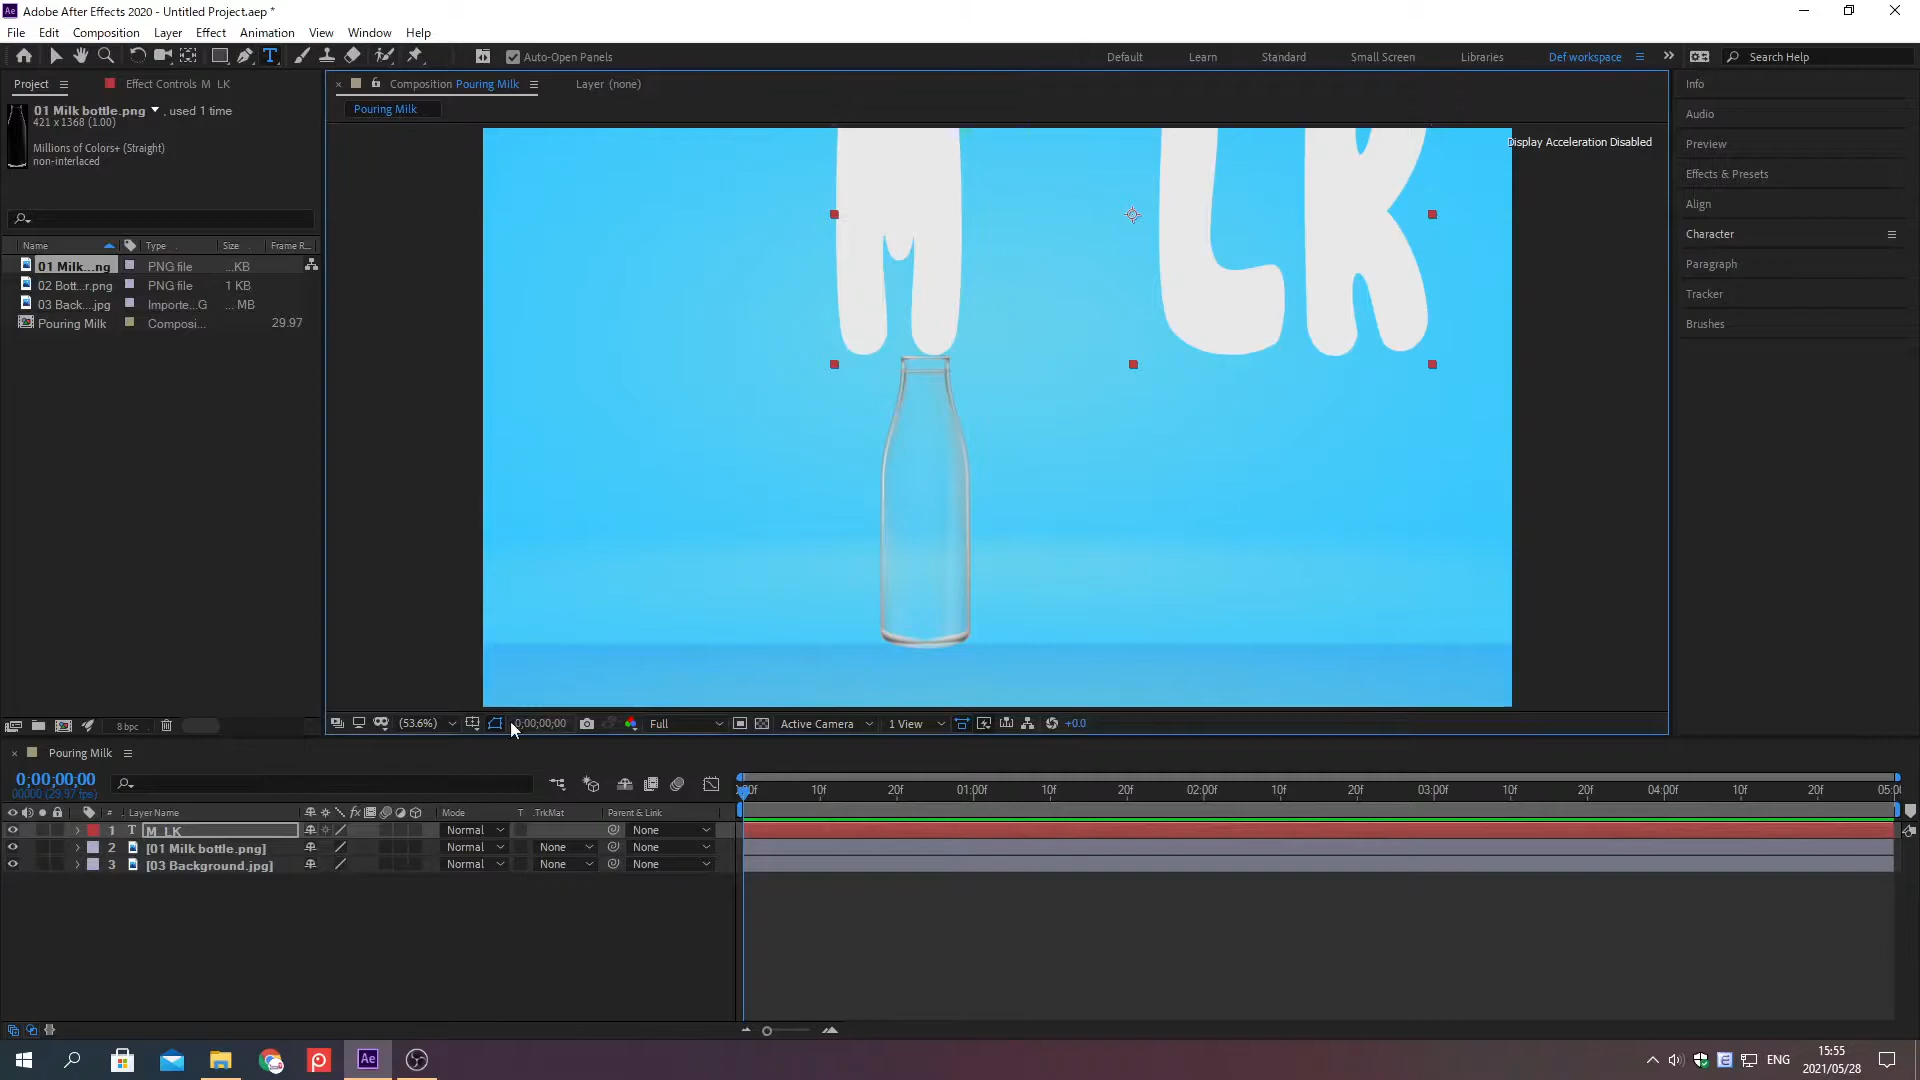 Adobe After Effects 2020 - Untitled Project.aep *
File Edit Composition Layer Effect Animation View Window Help
Auto-Open Panels Default Learn Standard Small Screen Libraries Def workspace Search Help
Project Effect Controls M LK
Composition Pouring Milk Layer (none)
Info
01 Milk bottle.png , used 1 time
421 x 1368 (1.00)
Pouring Milk
Audio
Millions of Colors+ (Straight)
non-interlaced
Display Acceleration Disabled
Preview
Effects & Presets
Align
Character
Paragraph
Tracker
Brushes
Name Type Size Frame R...
01 Milk...ng PNG file ...KB
02 Bott...r.png PNG file 1 KB
03 Back....jpg Importe...G ... MB
Pouring Milk Composi... 29.97
M LK
8 bpc
(53.6%) 0;00;00;00 Full Active Camera 1 View +0.0
Pouring Milk
0;00;00;00
00000 (29.97 fps)
:00f 10f 20f 01:00f 10f 20f 02:00f 10f 20f 03:00f 10f 20f 04:00f 10f 20f 05:00
# Layer Name Mode T .TrkMat Parent & Link
1 T M_LK Normal None
2 [01 Milk bottle.png] Normal None None
3 [03 Background.jpg] Normal None None
Ae
ENG
15:55
2021/05/28